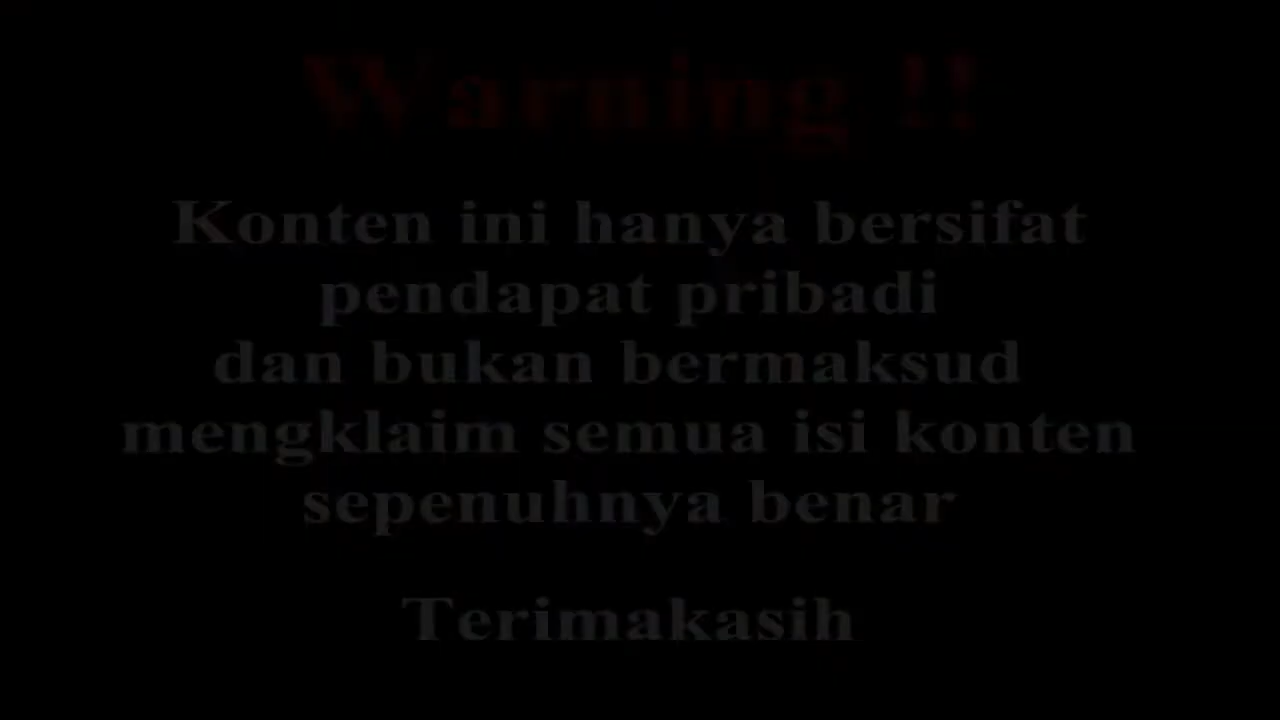 Warning !!
Konten ini hanya bersifat
pendapat pribadi
dan bukan bermaksud
mengklaim semua isi konten
sepenuhnya benar
Terimakasih